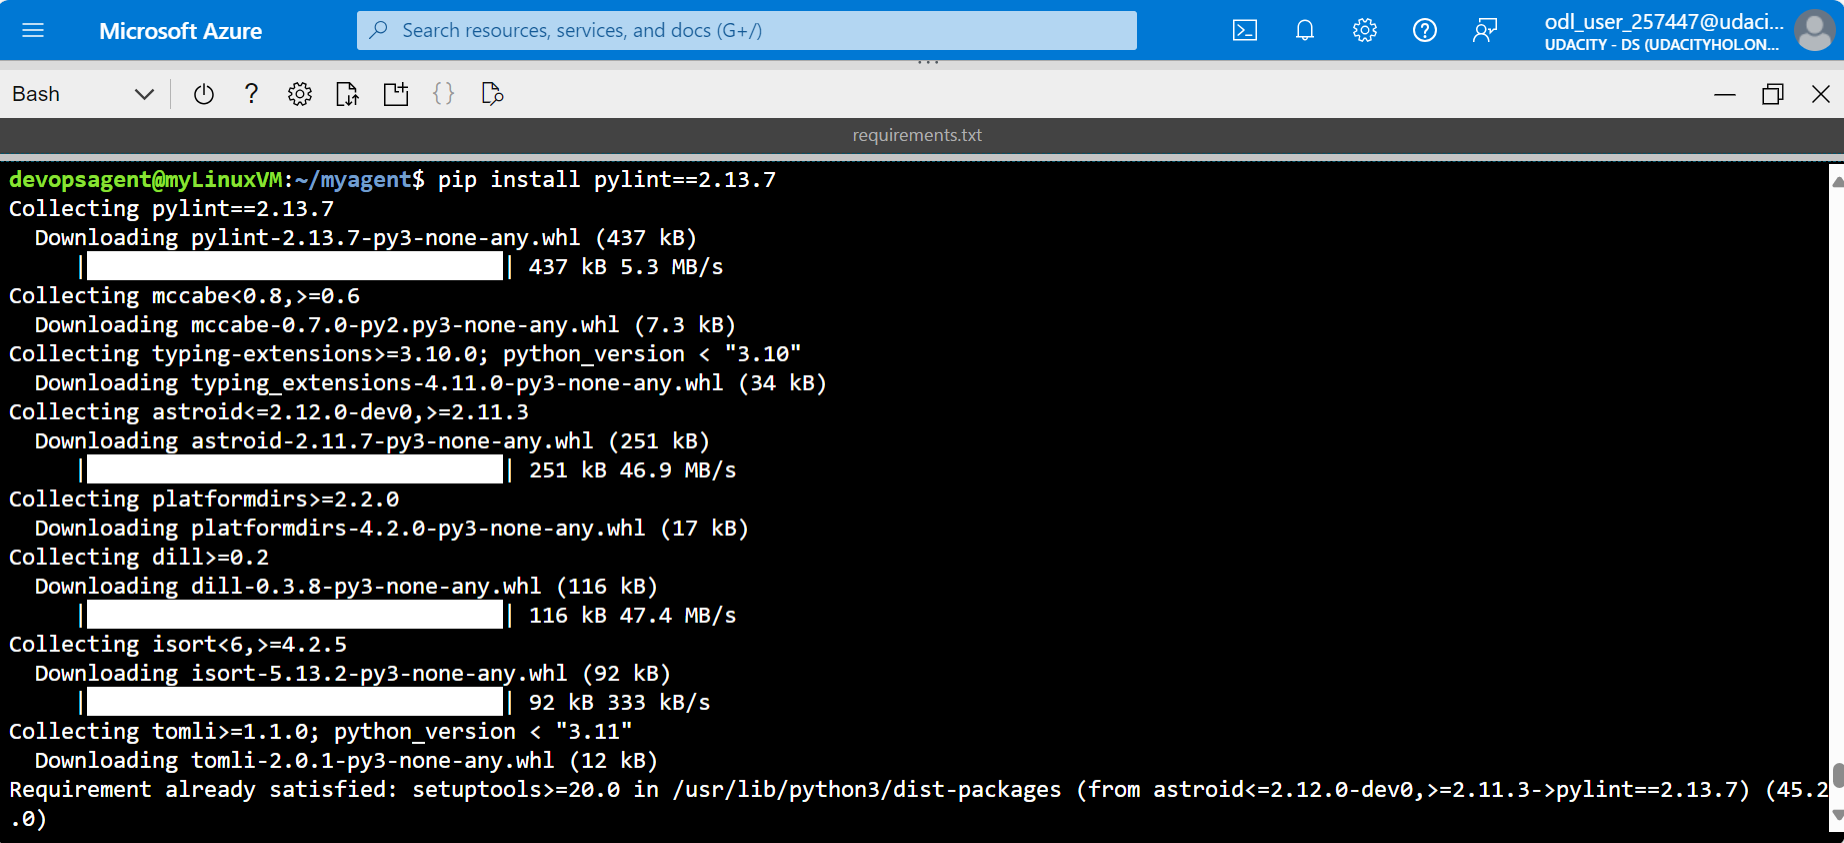 Microsoft Azure
Search resources, services, and docs (G+/)
odl_user_257447@udaci...
UDACITY - DS (UDACITYHOL.ON...
Bash
requirements.txt
devopsagent@myLinuxVM:~/myagent$ pip install pylint==2.13.7
Collecting pylint==2.13.7
Downloading pylint-2.13.7-py3-none-any.whl (437 kB)
| | 437 kB 5.3 MB/s
Collecting mccabe<0.8,>=0.6
Downloading mccabe-0.7.0-py2.py3-none-any.whl (7.3 kB)
Collecting typing-extensions>=3.10.0; python_version < "3.10"
Downloading typing_extensions-4.11.0-py3-none-any.whl (34 kB)
Collecting astroid<=2.12.0-dev0,>=2.11.3
Downloading astroid-2.11.7-py3-none-any.whl (251 kB)
| | 251 kB 46.9 MB/s
Collecting platformdirs>=2.2.0
Downloading platformdirs-4.2.0-py3-none-any.whl (17 kB)
Collecting dill>=0.2
Downloading dill-0.3.8-py3-none-any.whl (116 kB)
| | 116 kB 47.4 MB/s
Collecting isort<6,>=4.2.5
Downloading isort-5.13.2-py3-none-any.whl (92 kB)
| | 92 kB 333 kB/s
Collecting tomli>=1.1.0; python_version < "3.11"
Downloading tomli-2.0.1-py3-none-any.whl (12 kB)
Requirement already satisfied: setuptools>=20.0 in /usr/lib/python3/dist-packages (from astroid<=2.12.0-dev0,>=2.11.3->pylint==2.13.7) (45.2
.0)